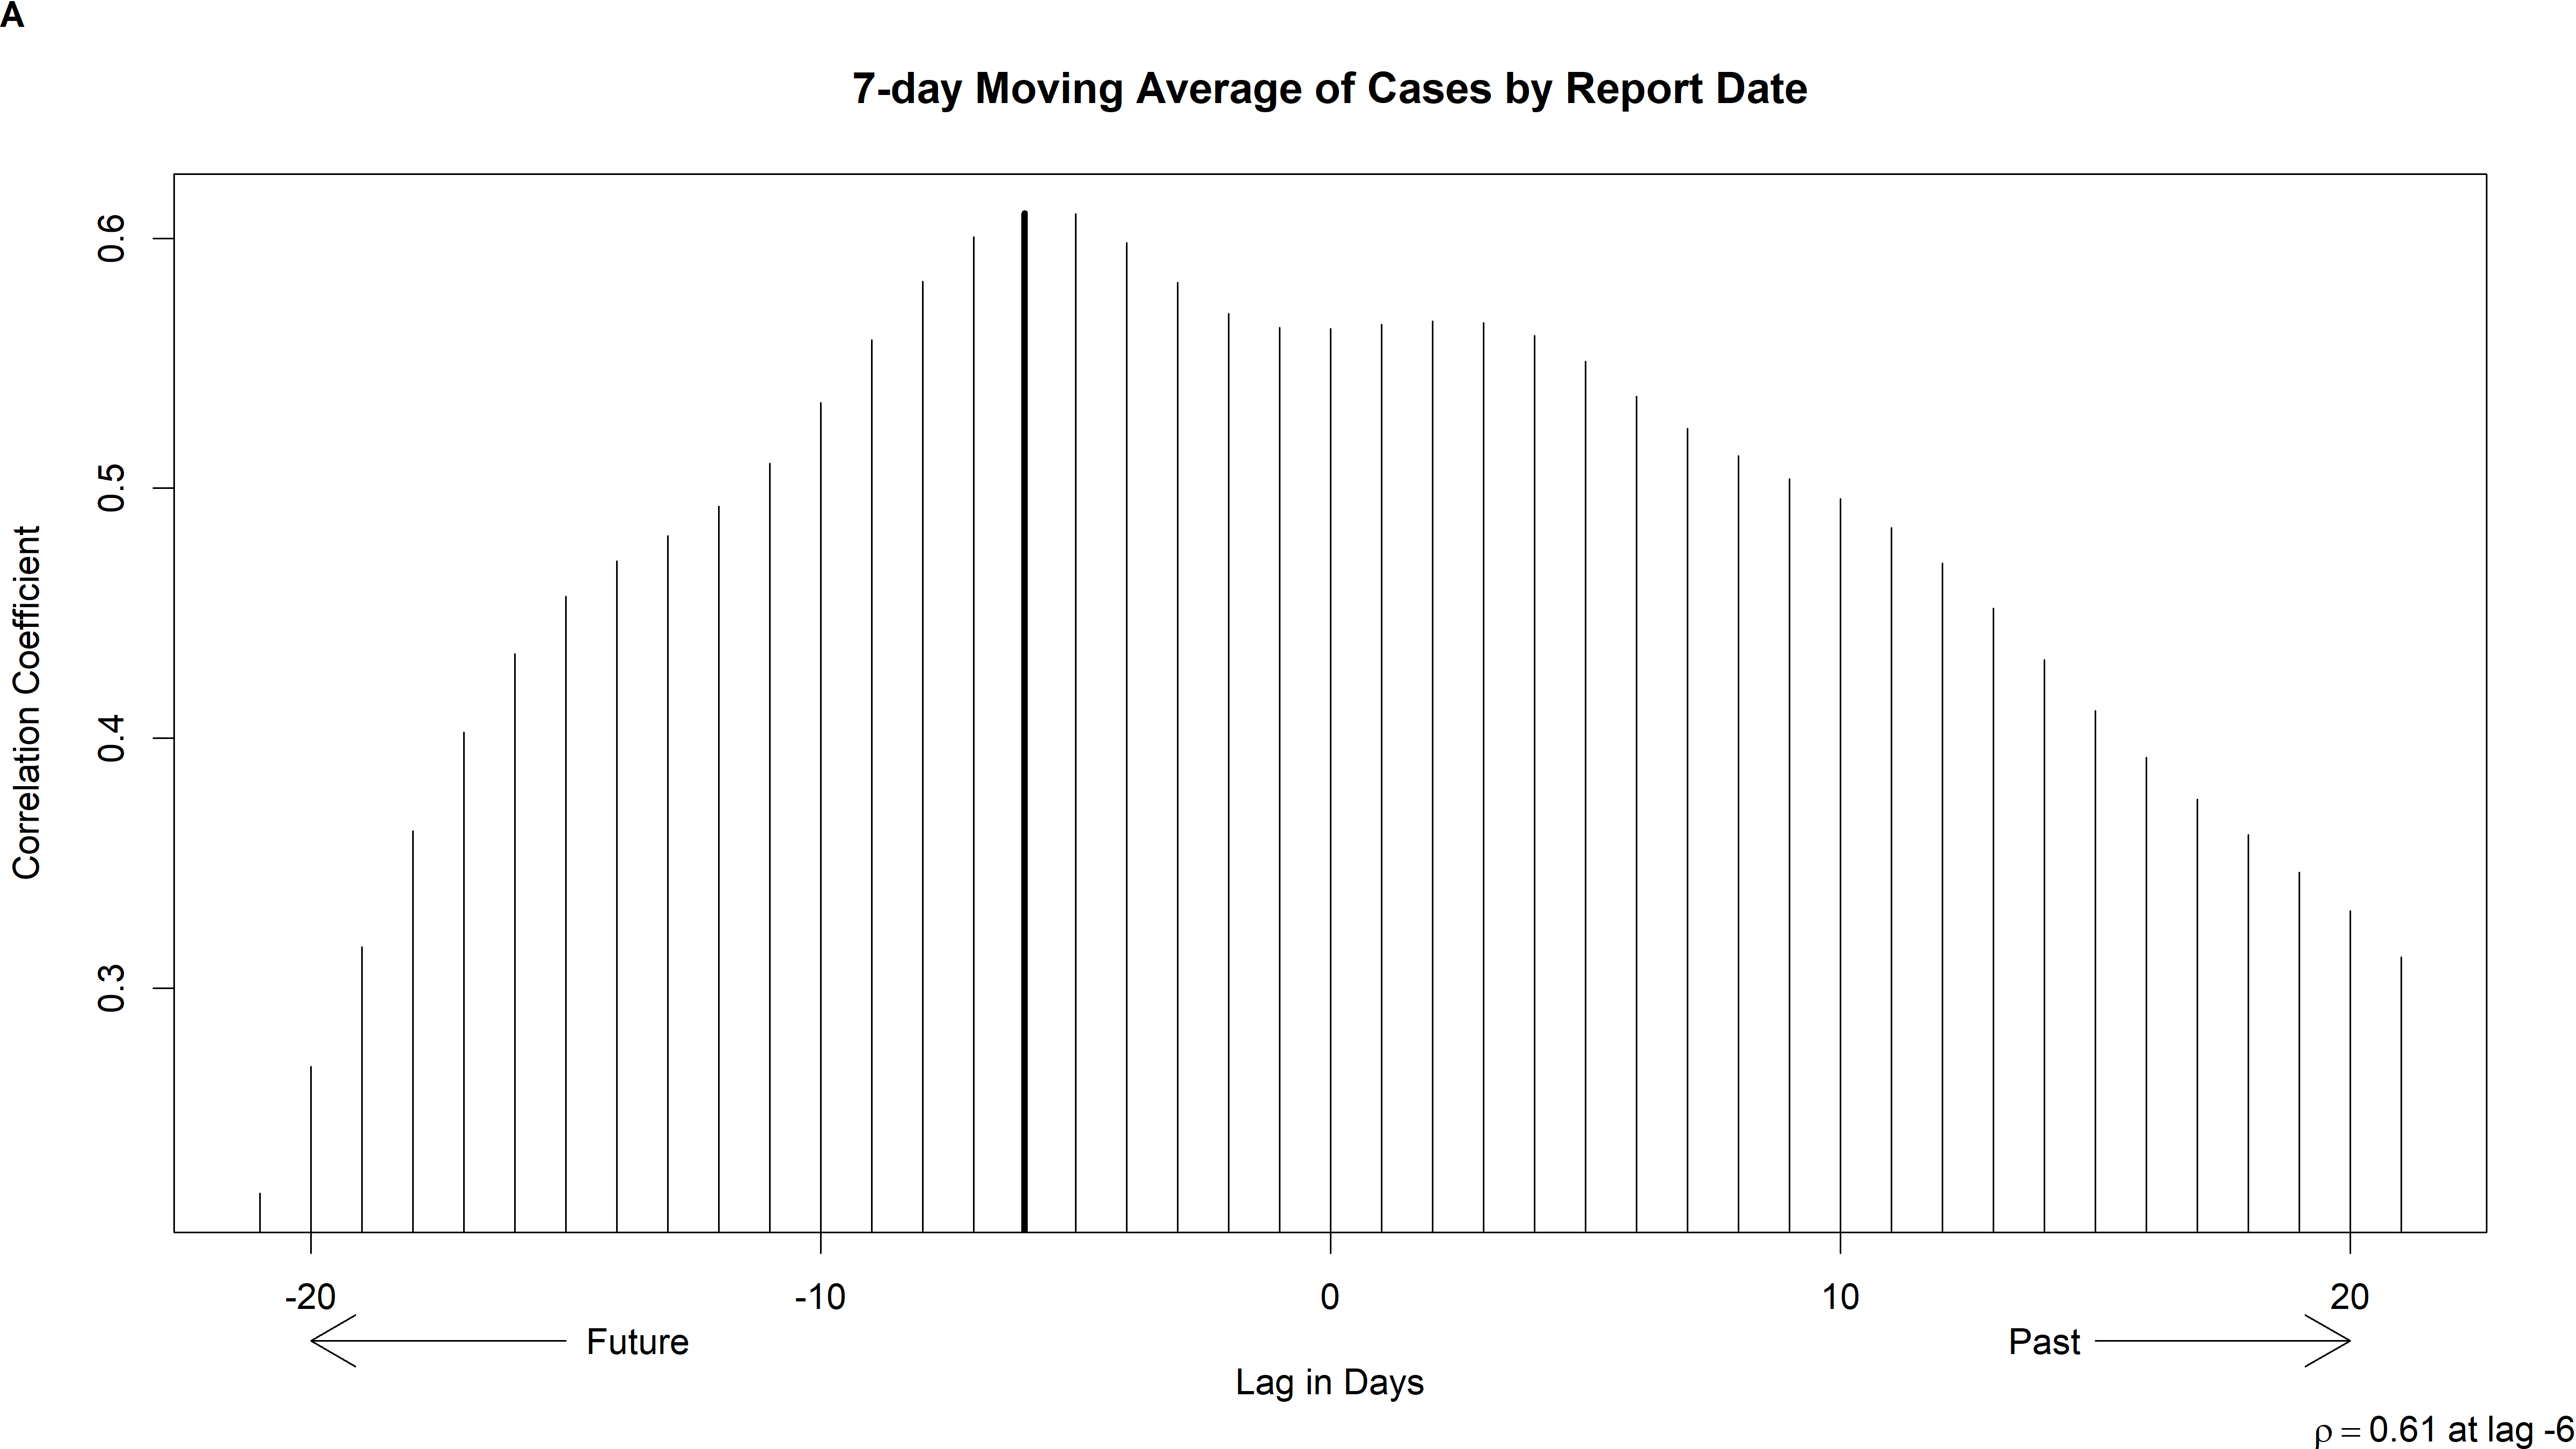 A
7-day Moving Average of Cases by Report Date
Correlation Coefficient
0.6
0.5
0.4
0.3
-20
-10
0
10
20
Future
Past
Lag in Days
ρ = 0.61 at lag -6